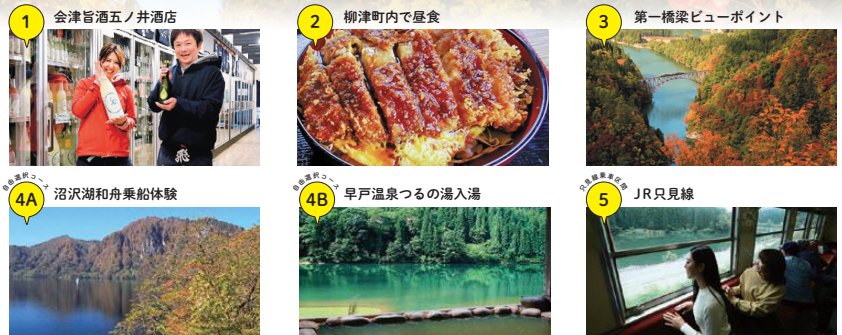 1 会津旨酒五ノ井酒店
2 柳津町内で昼食
3 第一橋梁ビューポイント
自由選択コース
4A 沼沢湖和舟乗船体験
自由選択コース
4B 早戸温泉つるの湯入湯
只見線乗車区間
5 JR只見線